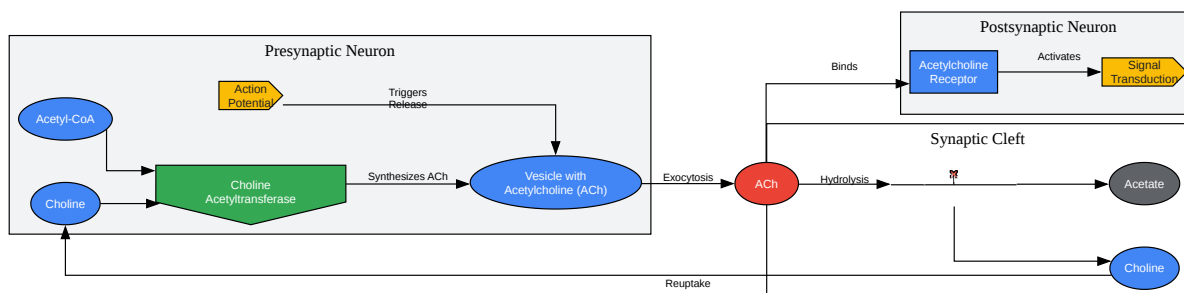 Presynaptic Neuron
Action
Potential
Triggers
Release
Acetyl-CoA
Choline
Choline
Acetyltransferase
Synthesizes ACh
Vesicle with
Acetylcholine (ACh)
Exocytosis
ACh
Binds
Postsynaptic Neuron
Acetylcholine
Receptor
Activates
Signal
Transduction
Synaptic Cleft
Hydrolysis
Acetate
Choline
Reuptake